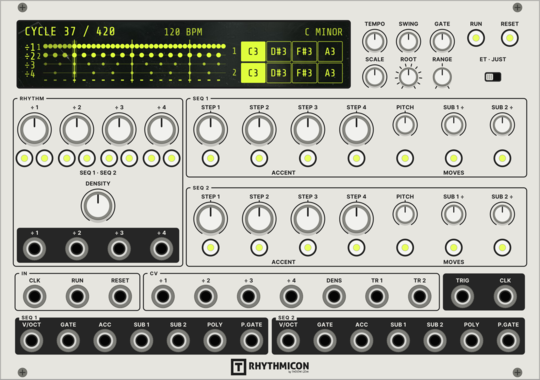 CYCLE 37 / 420 120 BPM C MINOR
÷1 1
÷2 2
÷3
÷4
1 C3 D#3 F#3 A3
2 C3 D#3 F#3 A3
TEMPO SWING GATE RUN RESET
SCALE ROOT RANGE ET · JUST
RHYTHM
÷1 ÷2 ÷3 ÷4
SEQ 1 · SEQ 2
DENSITY
÷1 ÷2 ÷3 ÷4
SEQ 1
STEP 1 STEP 2 STEP 3 STEP 4 PITCH SUB 1 ÷ SUB 2 ÷
ACCENT MOVES
SEQ 2
STEP 1 STEP 2 STEP 3 STEP 4 PITCH SUB 1 ÷ SUB 2 ÷
ACCENT MOVES
IN
CLK RUN RESET
CV
÷1 ÷2 ÷3 ÷4 DENS TR 1 TR 2
TRIG CLK
SEQ 1
V/OCT GATE ACC SUB 1 SUB 2 POLY P.GATE
SEQ 2
V/OCT GATE ACC SUB 1 SUB 2 POLY P.GATE
T RHYTHMICON